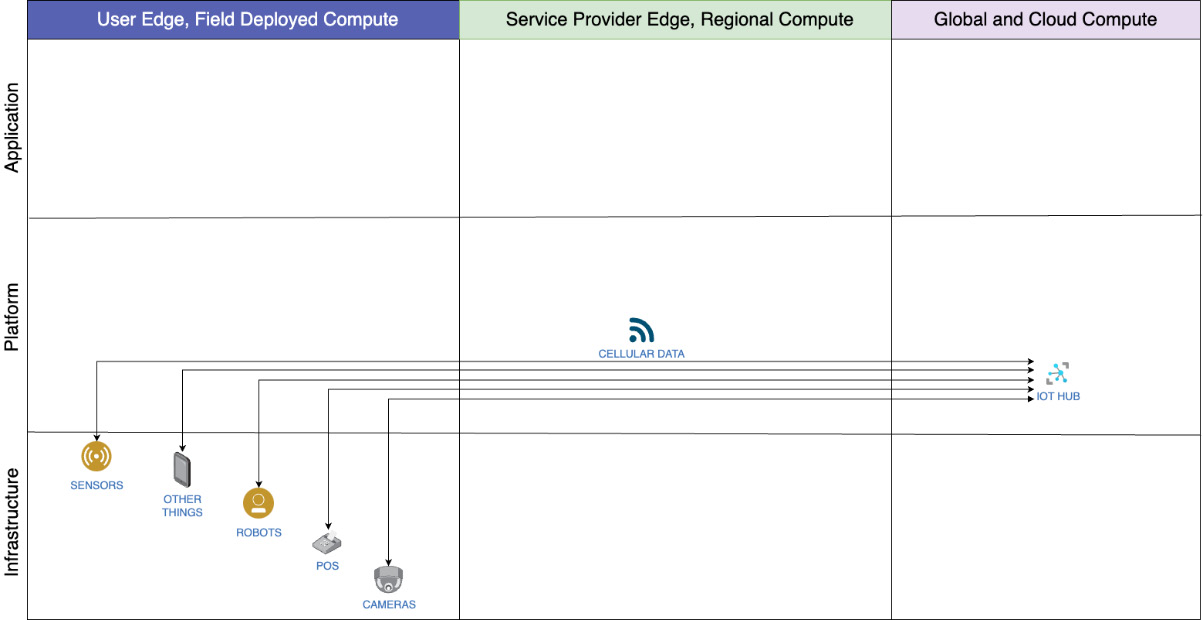 User Edge, Field Deployed Compute
Service Provider Edge, Regional Compute
Global and Cloud Compute
Application
Platform
CELLULAR DATA
IOT HUB
Infrastructure
SENSORS
OTHER
THINGS
ROBOTS
POS
CAMERAS